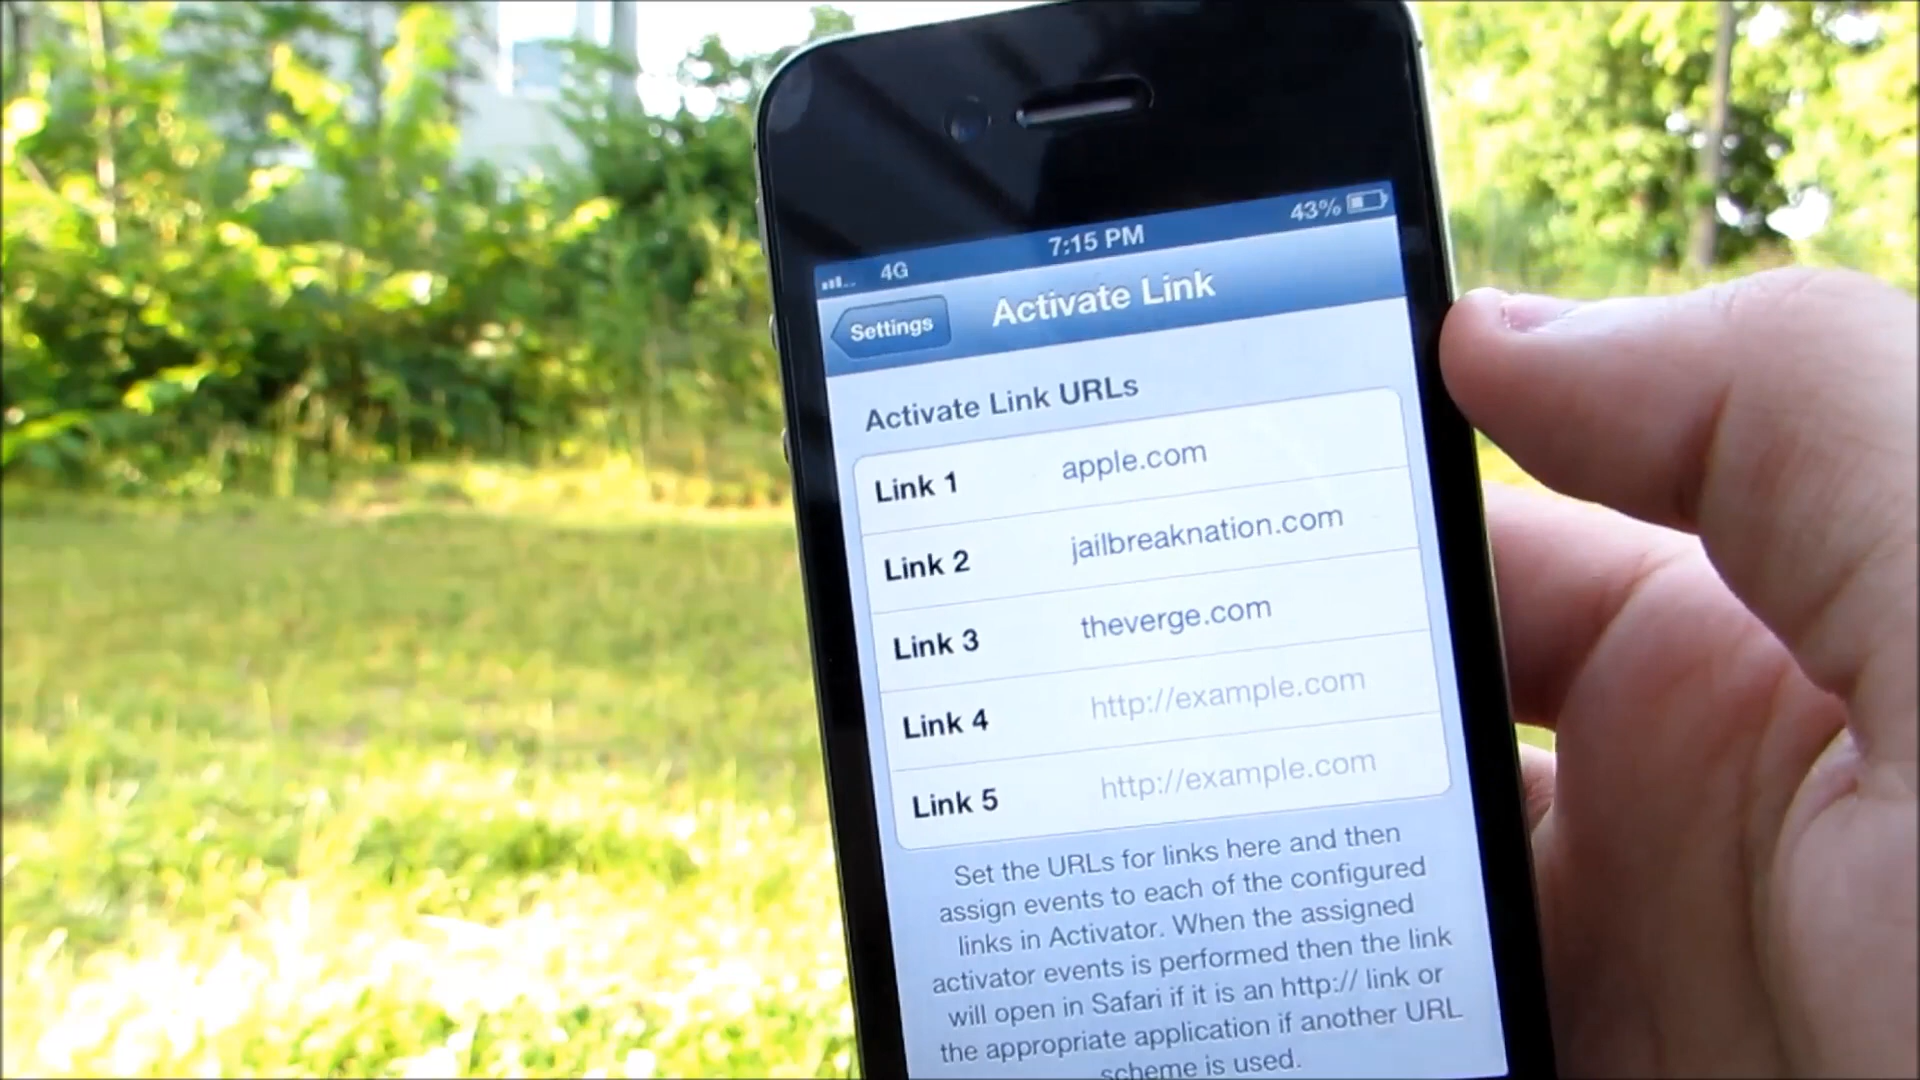 4G 7:15 PM 43%
Settings Activate Link
Activate Link URLs
Link 1 apple.com
Link 2 jailbreaknation.com
Link 3 theverge.com
Link 4 http://example.com
Link 5 http://example.com
Set the URLs for links here and then
assign events to each of the configured
links in Activator. When the assigned
activator events is performed then the link
will open in Safari if it is an http:// link or
the appropriate application if another URL
scheme is used.